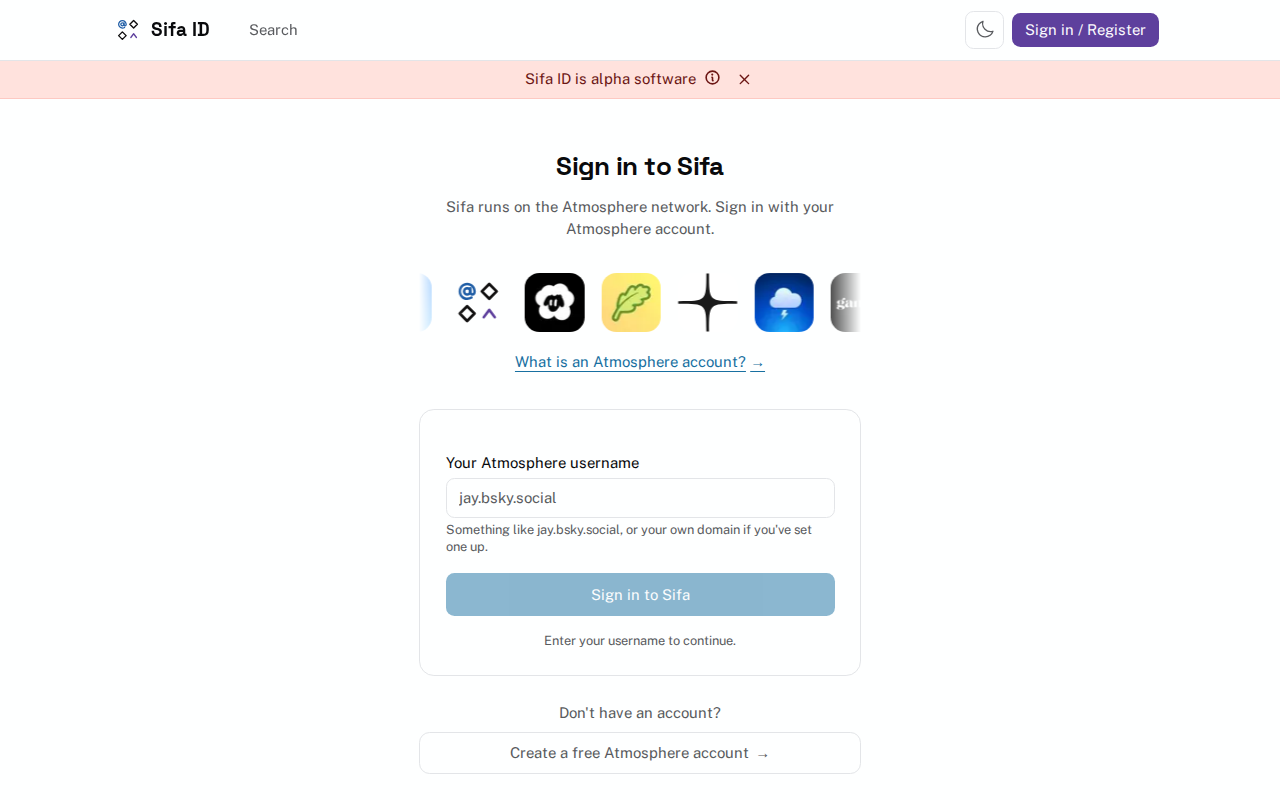 Sifa ID
Search
Sign in / Register
Sifa ID is alpha software
Sign in to Sifa
Sifa runs on the Atmosphere network. Sign in with your
Atmosphere account.
What is an Atmosphere account? →
Your Atmosphere username
jay.bsky.social
Something like jay.bsky.social, or your own domain if you've set
one up.
Sign in to Sifa
Enter your username to continue.
Don't have an account?
Create a free Atmosphere account →